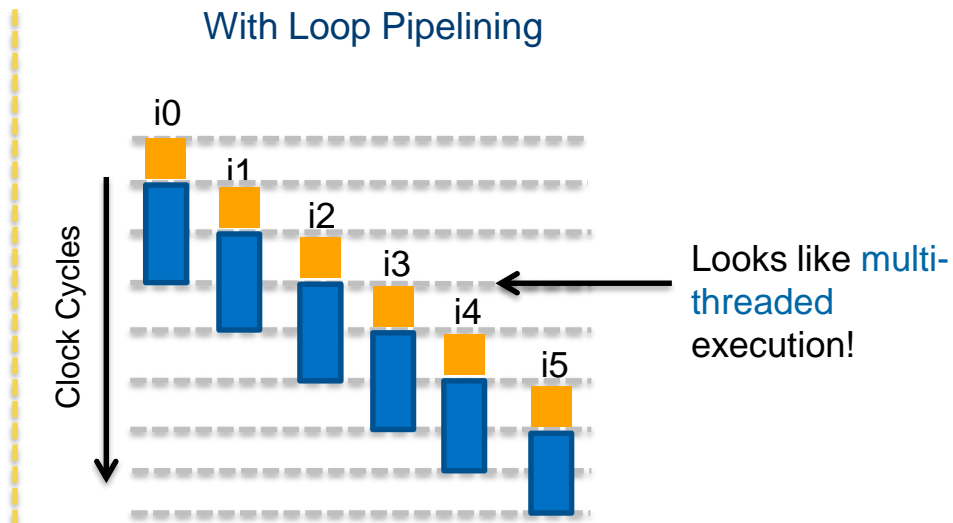 With Loop Pipelining
i0
i1
i2
i3
i4
i5
Clock Cycles
Looks like multi-
threaded
execution!